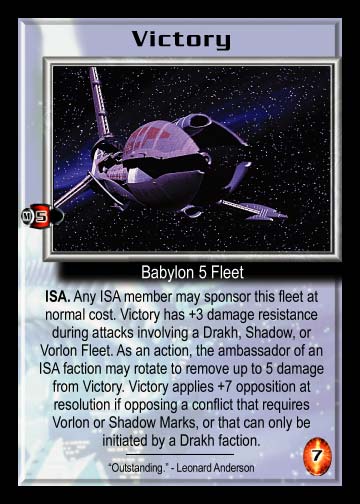 Victory
M 5
Babylon 5 Fleet
ISA. Any ISA member may sponsor this fleet at
normal cost. Victory has +3 damage resistance
during attacks involving a Drakh, Shadow, or
Vorlon Fleet. As an action, the ambassador of an
ISA faction may rotate to remove up to 5 damage
from Victory. Victory applies +7 opposition at
resolution if opposing a conflict that requires
Vorlon or Shadow Marks, or that can only be
initiated by a Drakh faction.
"Outstanding." - Leonard Anderson
7